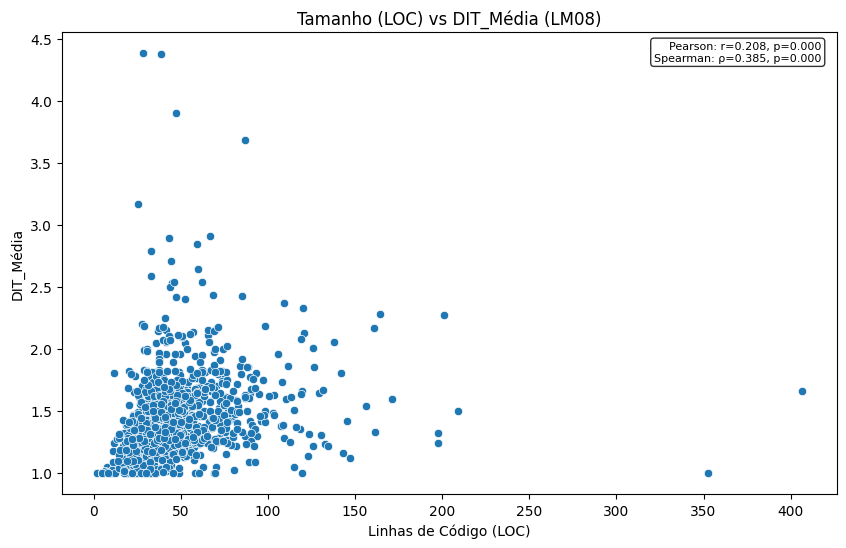 Tamanho (LOC) vs DIT_Média (LM08)
Pearson: r=0.208, p=0.000
Spearman: ρ=0.385, p=0.000
DIT_Média
4.5
4.0
3.5
3.0
2.5
2.0
1.5
1.0
0 50 100 150 200 250 300 350 400
Linhas de Código (LOC)